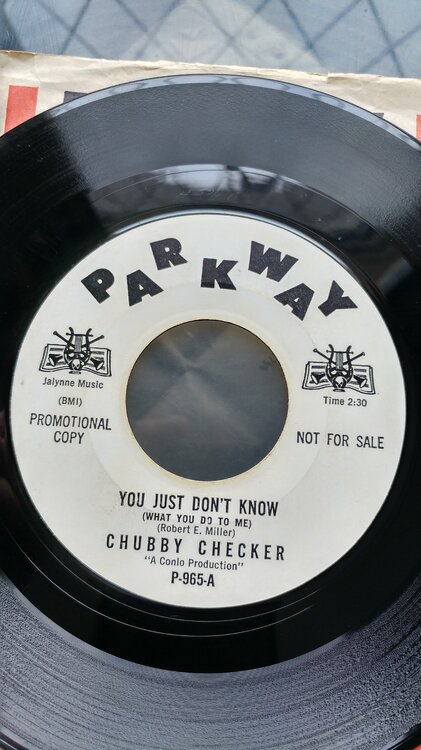 PARKWAY
Jalynne Music
(BMI)
Time 2:30
PROMOTIONAL
COPY
NOT FOR SALE
YOU JUST DON'T KNOW
(WHAT YOU DO TO ME)
(Robert E. Miller)
CHUBBY CHECKER
"A Conlo Production"
P-965-A